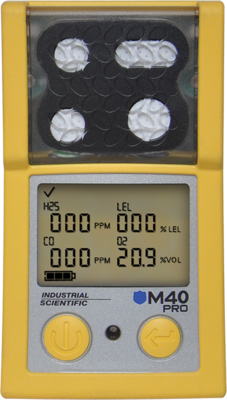 H2S LEL
000 PPM 000 % LEL
CO O2
000 PPM 20.9 %VOL
INDUSTRIAL SCIENTIFIC
M40 PRO